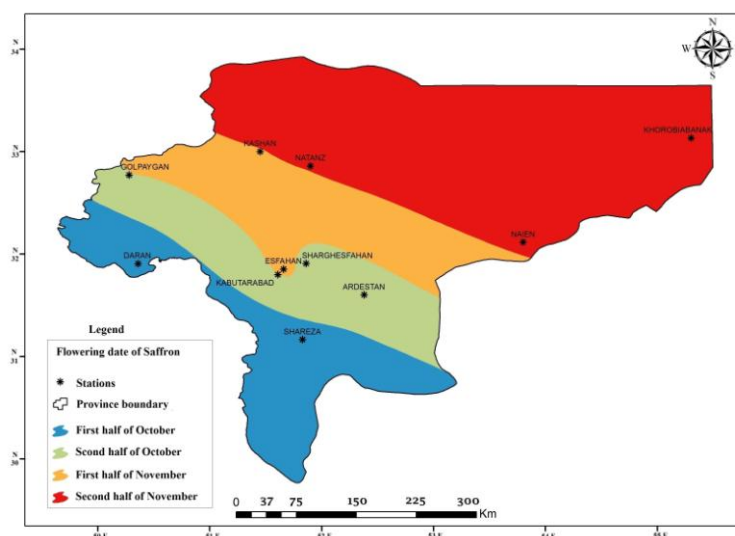 N
W E
S
34 N
33 N
32 N
31 N
30 N
KHOROBIABANAK
KASHAN
NATANZ
GOLPAYGAN
NAIEN
DARAN
ESFAHAN
SHARGHESFAHAN
KABUTARABAD
ARDESTAN
SHAREZA
Legend
Flowering date of Saffron
Stations
Province boundary
First half of October
Scond half of October
First half of November
Second half of November
0 37 75 150 225 300
Km